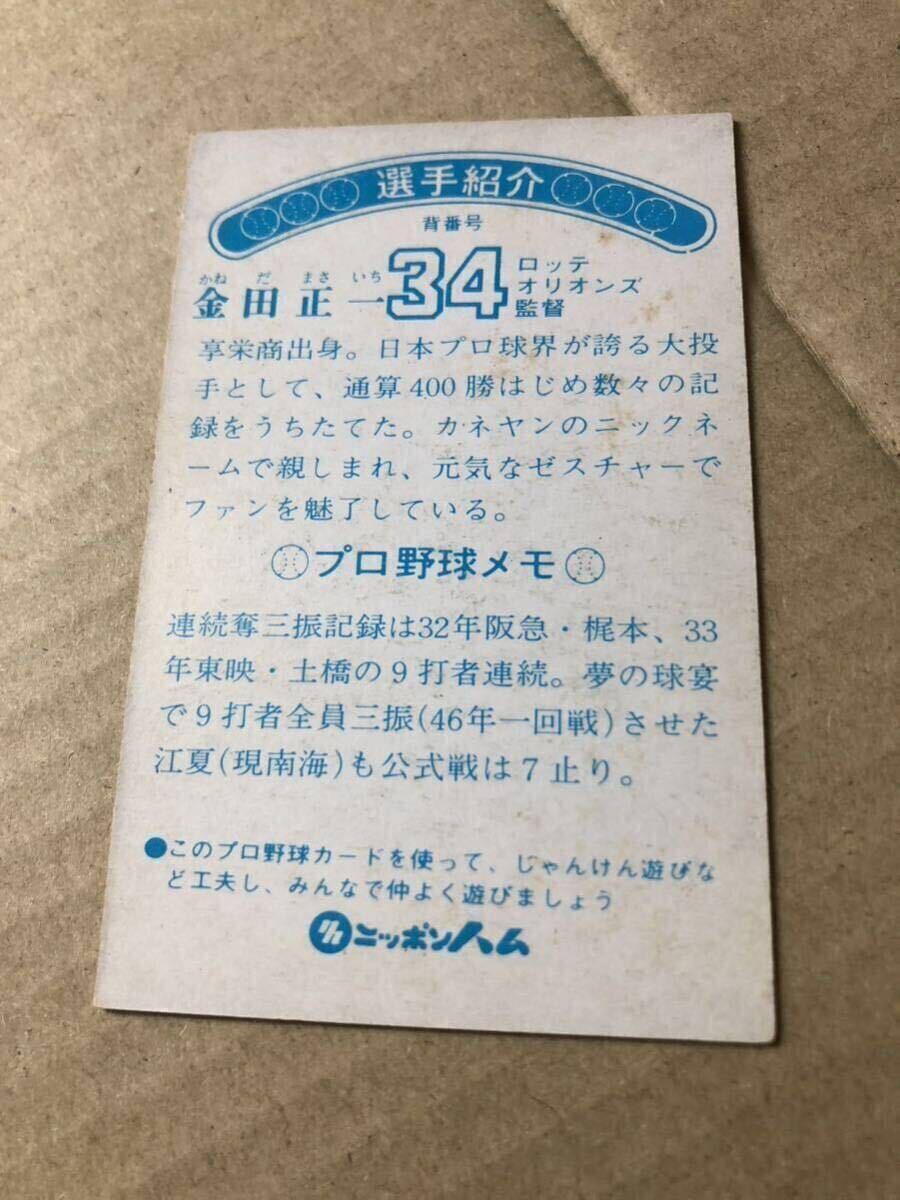 選手紹介
背番号
かねだまさいち
金田正一 34 ロッテ
オリオンズ
監督
享栄商出身。日本プロ球界が誇る大投
手として、通算400勝はじめ数々の記
録をうちたてた。カネヤンのニックネ
ームで親しまれ、元気なゼスチャーで
ファンを魅了している。
プロ野球メモ
連続奪三振記録は32年阪急・梶本、33
年東映・土橋の9打者連続。夢の球宴
で9打者全員三振(46年一回戦)させた
江夏(現南海)も公式戦は7止り。
●このプロ野球カードを使って、じゃんけん遊びな
ど工夫し、みんなで仲よく遊びましょう
ニッポンハム